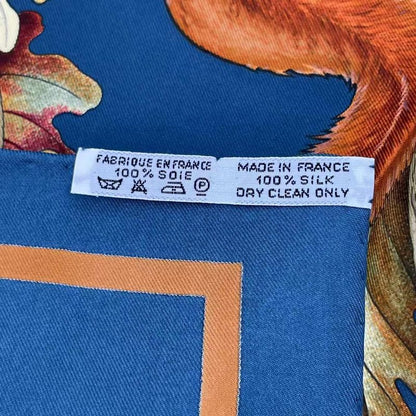 FABRIQUE EN FRANCE
100% SOIE
P
MADE IN FRANCE
100% SILK
DRY CLEAN ONLY